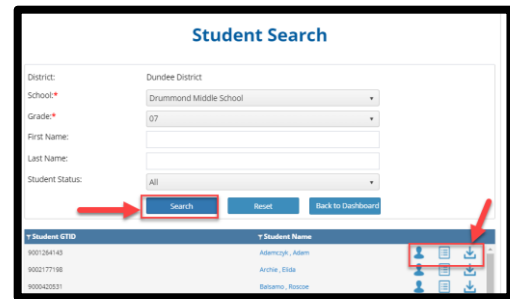 Student Search
District: Dundee District
School:* Drummond Middle School
Grade:* 07
First Name:
Last Name:
Student Status: All
Search Reset Back to Dashboard
Student GTID Student Name
9001264143 Adamczyk , Adam
9002177198 Archie , Elida
9000420531 Balsamo , Roscoe